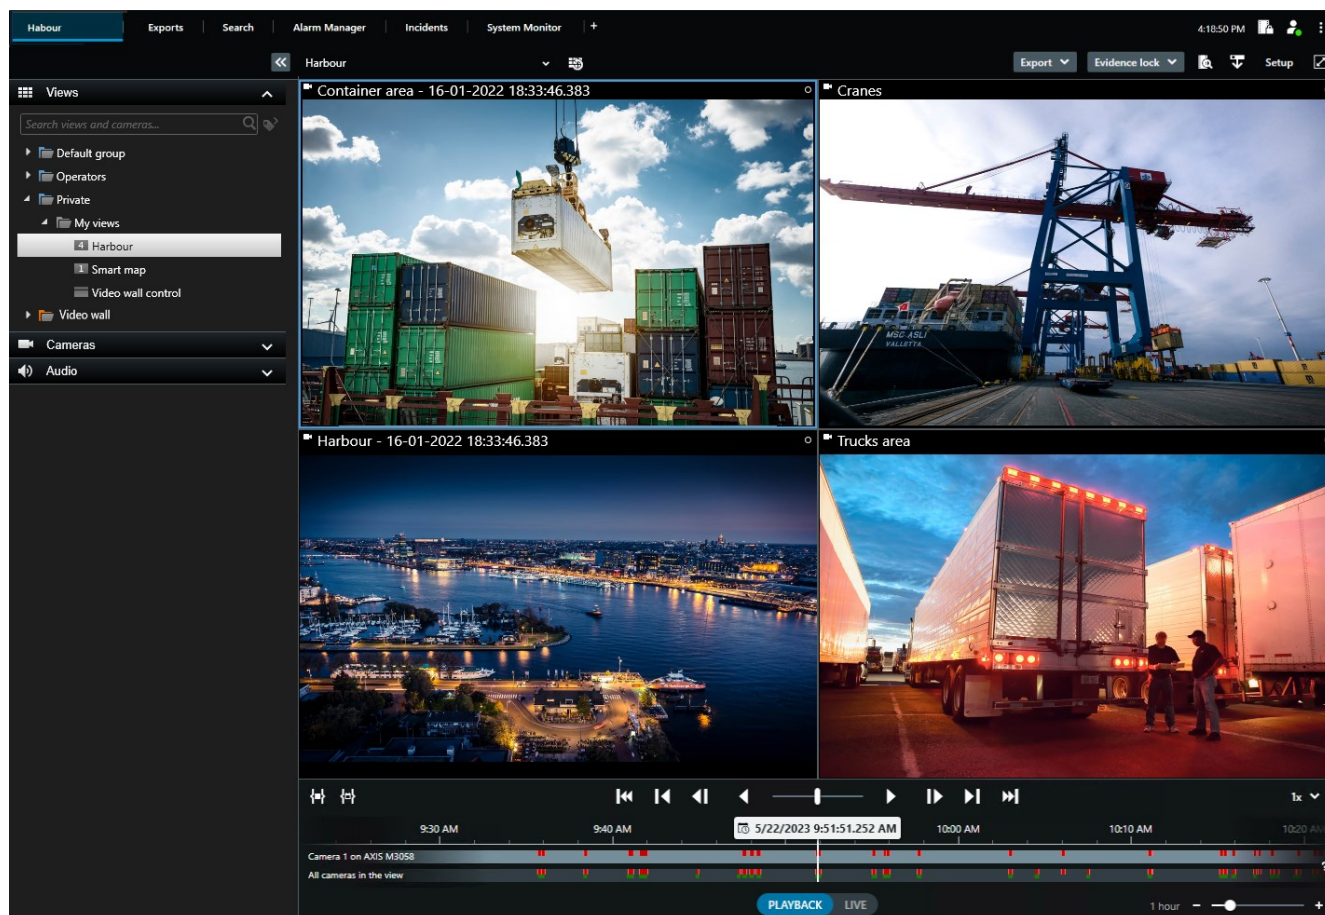 Habour Exports Search Alarm Manager Incidents System Monitor + 4:18:50 PM
Harbour Export Evidence lock Setup
Views
Search views and cameras...
Default group
Operators
Private
My views
4 Harbour
1 Smart map
Video wall control
Video wall
Cameras
Audio
Container area - 16-01-2022 18:33:46.383
Cranes
MSC ASLI
VALLETTA
Harbour - 16-01-2022 18:33:46.383
Trucks area
1x
9:30 AM 9:40 AM 5/22/2023 9:51:51.252 AM 10:00 AM 10:10 AM 10:20 AM
Camera 1 on AXIS M3058
All cameras in the view
PLAYBACK LIVE
1 hour - +